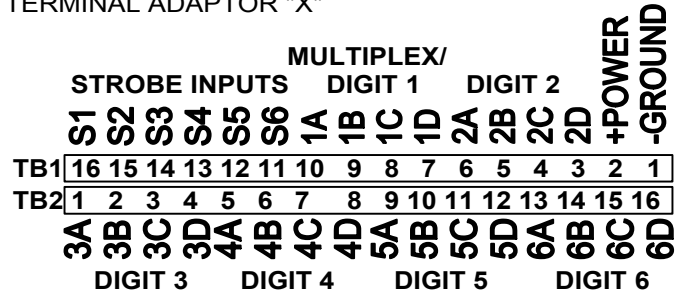 TERMINAL ADAPTOR "X"
MULTIPLEX/
STROBE INPUTS DIGIT 1 DIGIT 2
S1 S2 S3 S4 S5 S6 1A 1B 1C 1D 2A 2B 2C 2D +POWER -GROUND
TB1 16 15 14 13 12 11 10 9 8 7 6 5 4 3 2 1
TB2 1 2 3 4 5 6 7 8 9 10 11 12 13 14 15 16
3A 3B 3C 3D 4A 4B 4C 4D 5A 5B 5C 5D 6A 6B 6C 6D
DIGIT 3 DIGIT 4 DIGIT 5 DIGIT 6